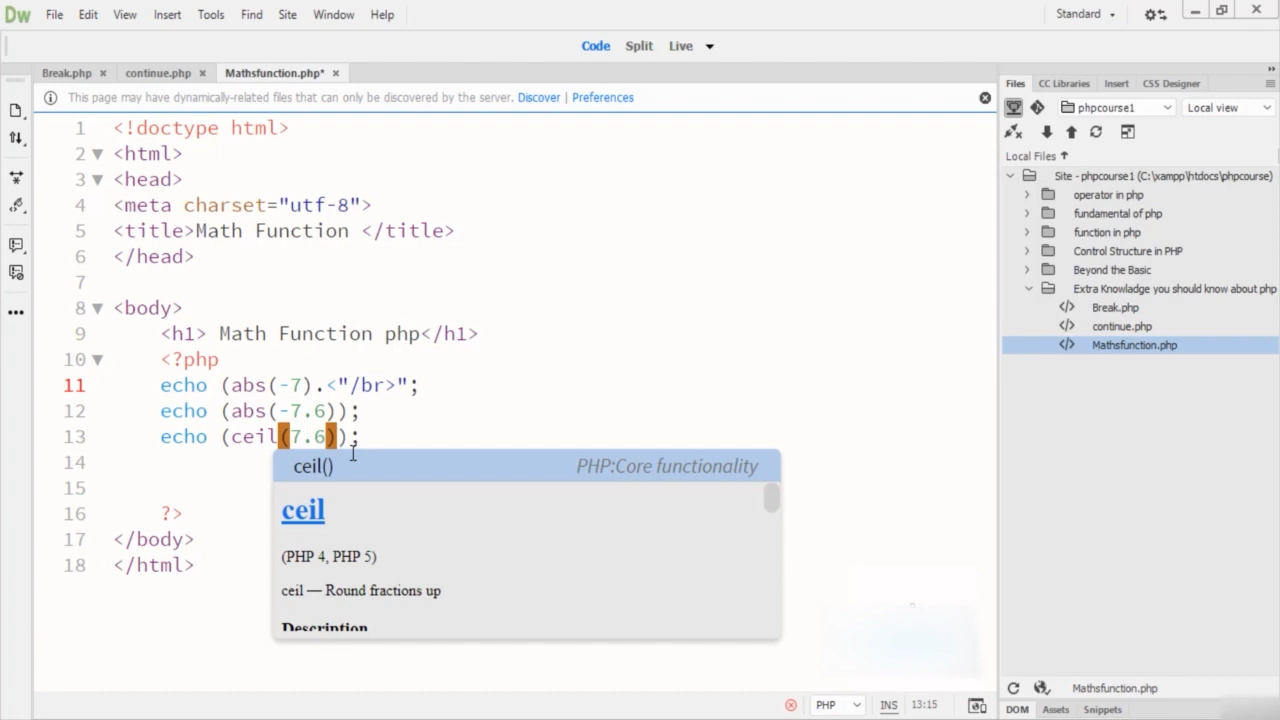 Dw File Edit View Insert Tools Find Site Window Help Standard
Code Split Live
Break.php × continue.php × Mathsfunction.php* ×
This page may have dynamically-related files that can only be discovered by the server. Discover | Preferences
1 <!doctype html>
2 <html>
3 <head>
4 <meta charset="utf-8">
5 <title>Math Function </title>
6 </head>
7
8 <body>
9 <h1> Math Function php</h1>
10 <?php
11 echo (abs(-7).<"/br>";
12 echo (abs(-7.6));
13 echo (ceil(7.6));
14
15
16 ?>
17 </body>
18 </html>
ceil() PHP:Core functionality
ceil
(PHP 4, PHP 5)
ceil — Round fractions up
Description
Files CC Libraries Insert CSS Designer
phpcourse1 Local view
Local Files
Site - phpcourse1 (C:\xampp\htdocs\phpcourse)
operator in php
fundamental of php
function in php
Control Structure in PHP
Beyond the Basic
Extra Knowladge you should know about php
</> Break.php
</> continue.php
</> Mathsfunction.php
Mathsfunction.php
PHP INS 13:15
DOM Assets Snippets